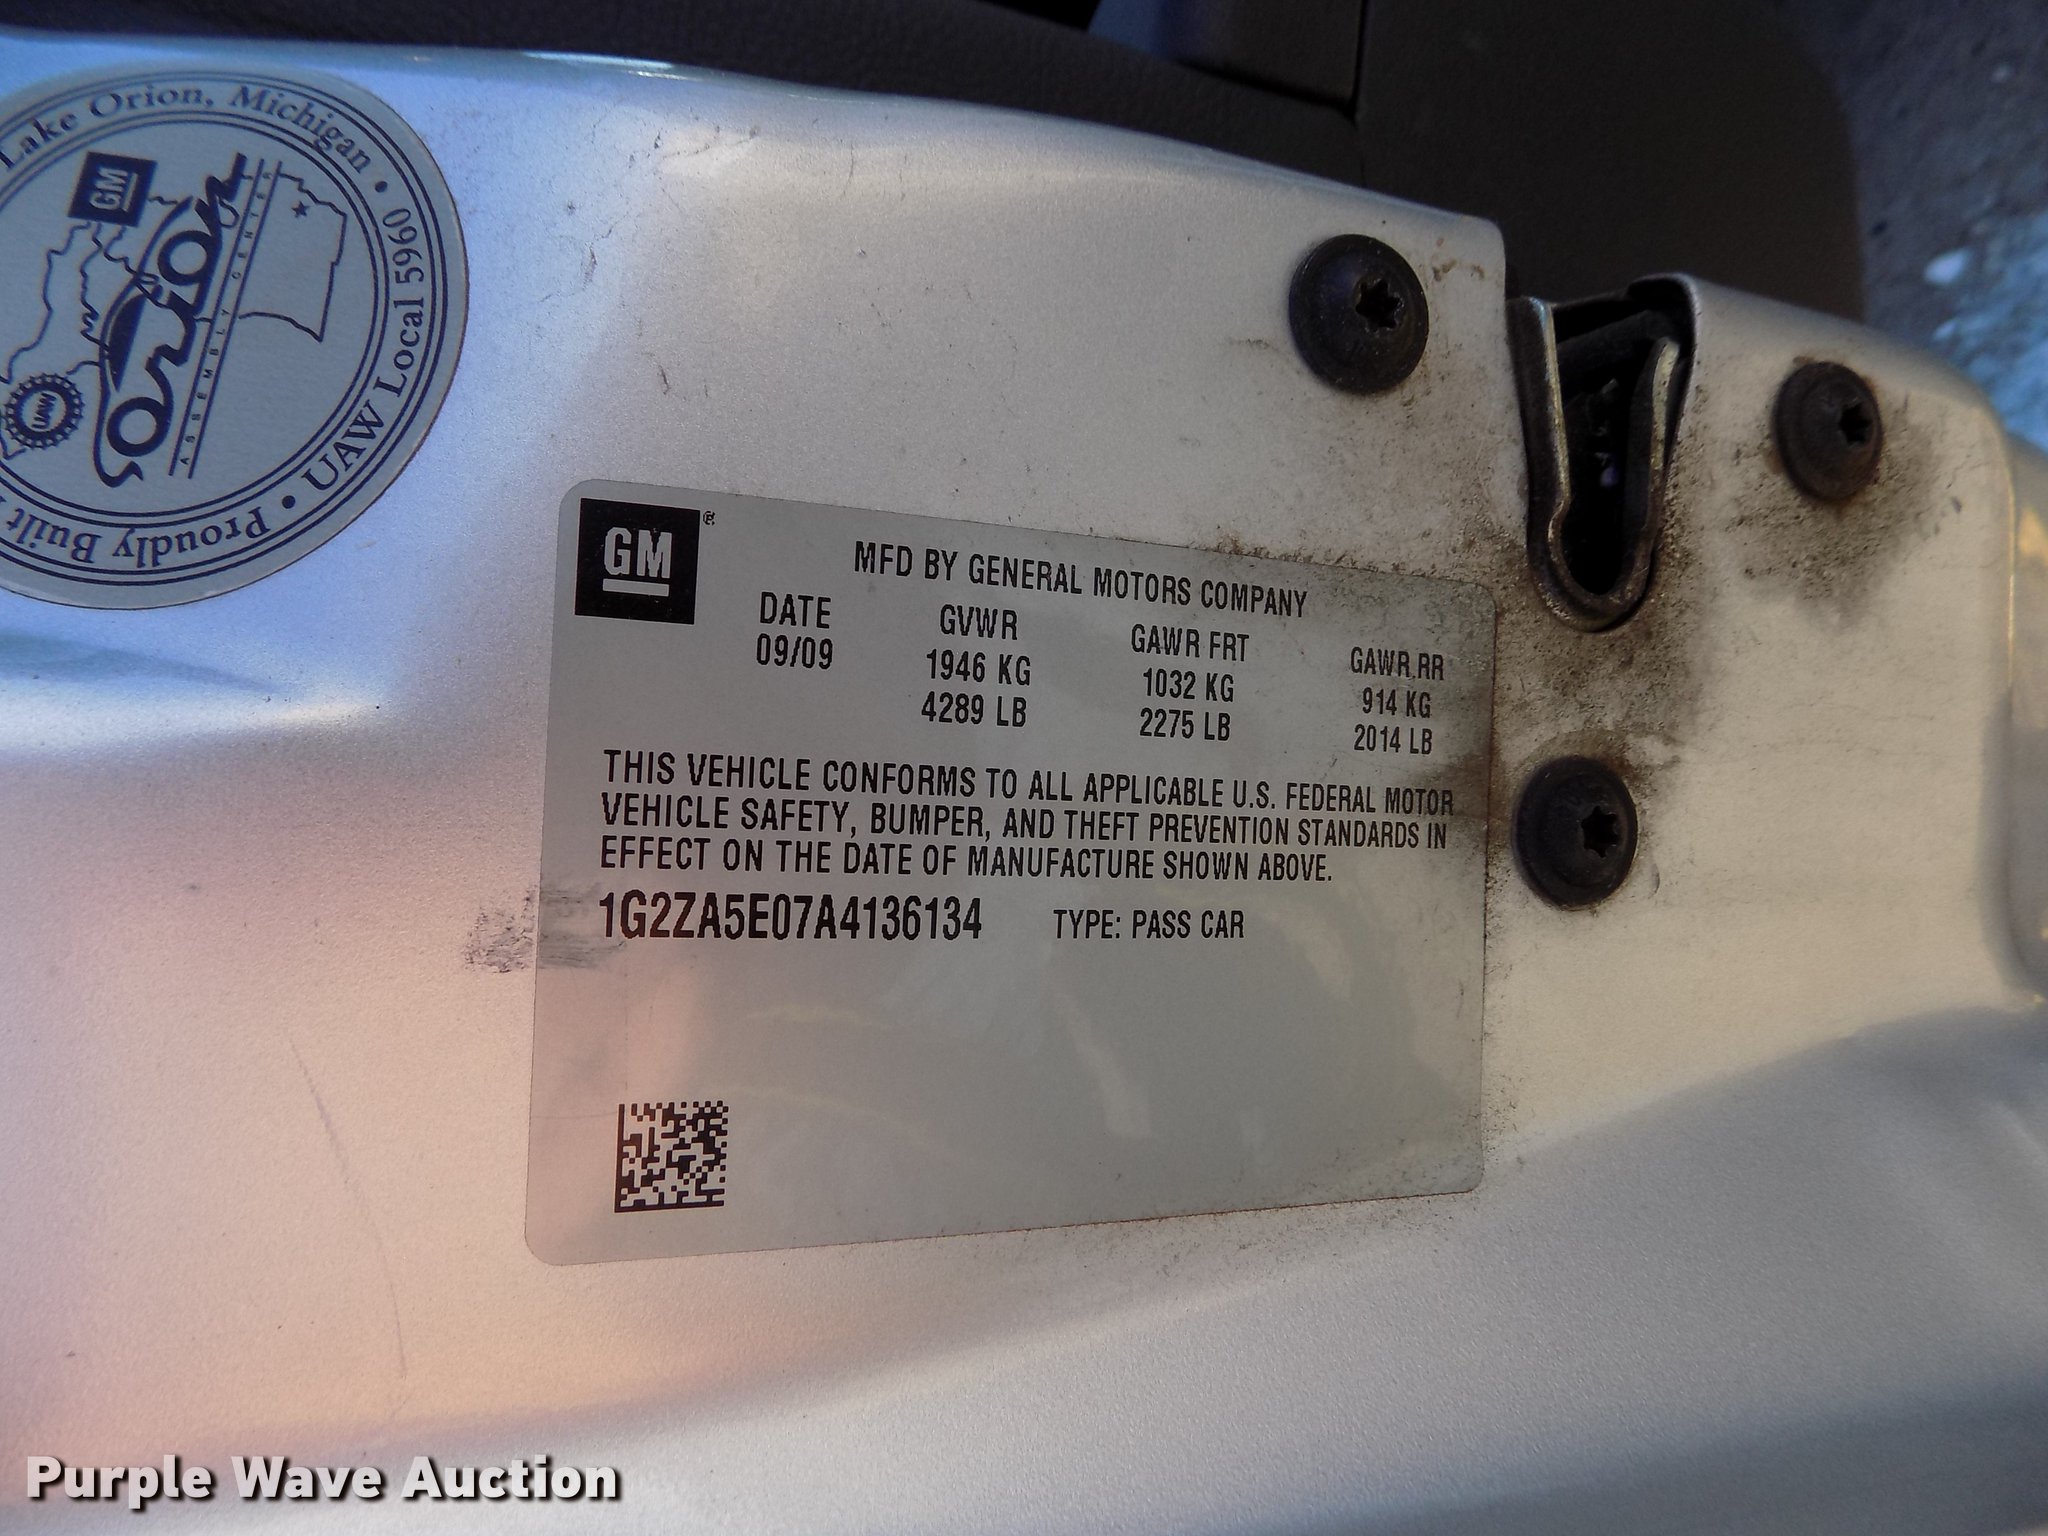 Lake Orion, Michigan •
UAW Local 5960
• Proudly Built
GM
Orion
ASSEMBLY CENTER
UAW
GM
MFD BY GENERAL MOTORS COMPANY
DATE GVWR GAWR FRT GAWR RR
09/09 1946 KG 1032 KG 914 KG
4289 LB 2275 LB 2014 LB
THIS VEHICLE CONFORMS TO ALL APPLICABLE U.S. FEDERAL MOTOR
VEHICLE SAFETY, BUMPER, AND THEFT PREVENTION STANDARDS IN
EFFECT ON THE DATE OF MANUFACTURE SHOWN ABOVE.
1G2ZA5E07A4136134 TYPE: PASS CAR
Purple Wave Auction